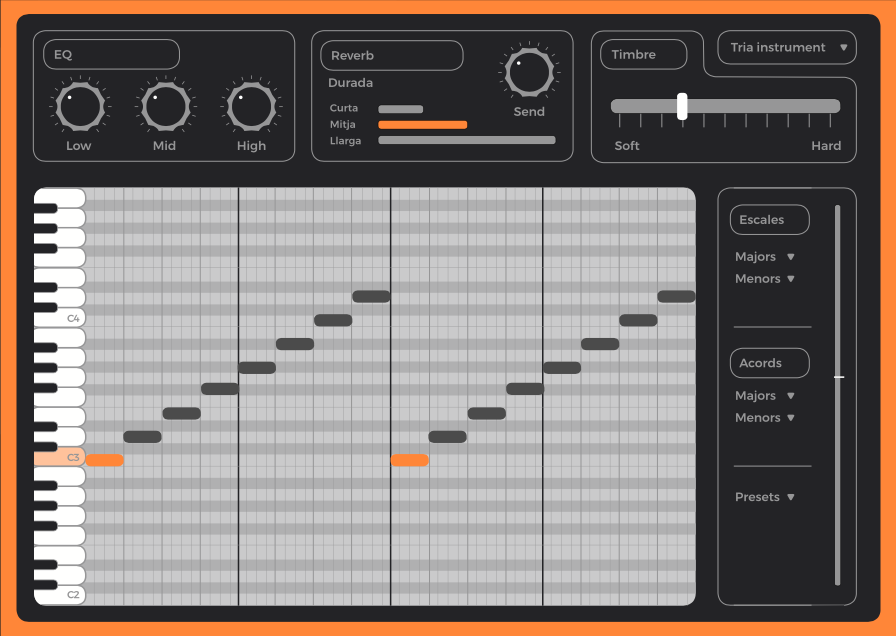 EQ
Low
Mid
High
Reverb
Durada
Curta
Mitja
Llarga
Send
Timbre
Tria instrument
Soft
Hard
C4
C3
C2
Escales
Majors
Menors
Acords
Majors
Menors
Presets